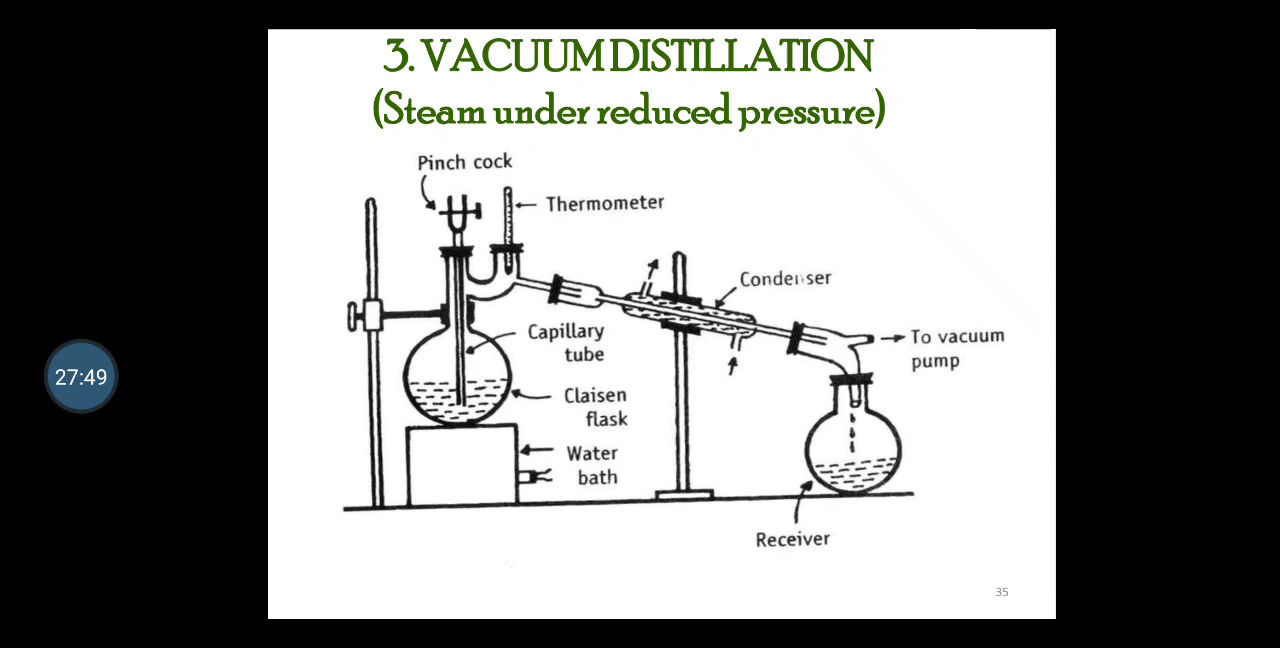 3. VACUUM DISTILLATION
(Steam under reduced pressure)
Pinch cock
Thermometer
Condenser
Capillary
tube
To vacuum
pump
27:49
Claisen
flask
Water
bath
Receiver
35